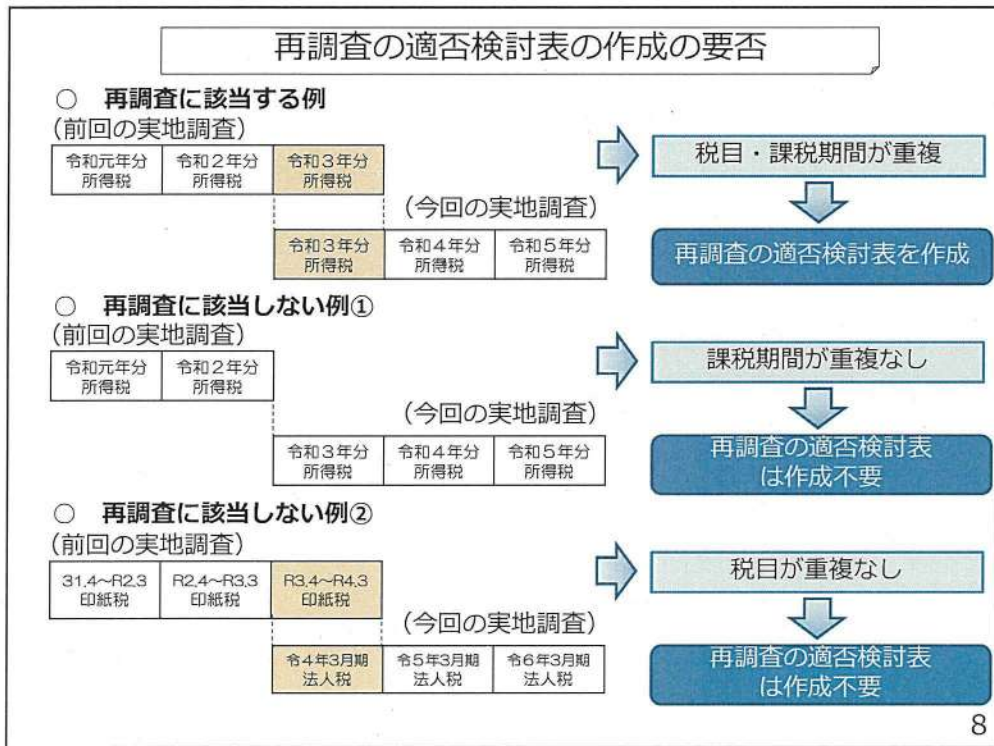 再調査の適否検討表の作成の要否
○ 再調査に該当する例
(前回の実地調査)
令和元年分
所得税
令和2年分
所得税
令和3年分
所得税
税目・課税期間が重複
(今回の実地調査)
令和3年分
所得税
令和4年分
所得税
令和5年分
所得税
再調査の適否検討表を作成
○ 再調査に該当しない例①
(前回の実地調査)
令和元年分
所得税
令和2年分
所得税
課税期間が重複なし
(今回の実地調査)
令和3年分
所得税
令和4年分
所得税
令和5年分
所得税
再調査の適否検討表
は作成不要
○ 再調査に該当しない例②
(前回の実地調査)
31.4~R2.3
印紙税
R2.4~R3.3
印紙税
R3.4~R4.3
印紙税
税目が重複なし
(今回の実地調査)
令4年3月期
法人税
令5年3月期
法人税
令6年3月期
法人税
再調査の適否検討表
は作成不要
8